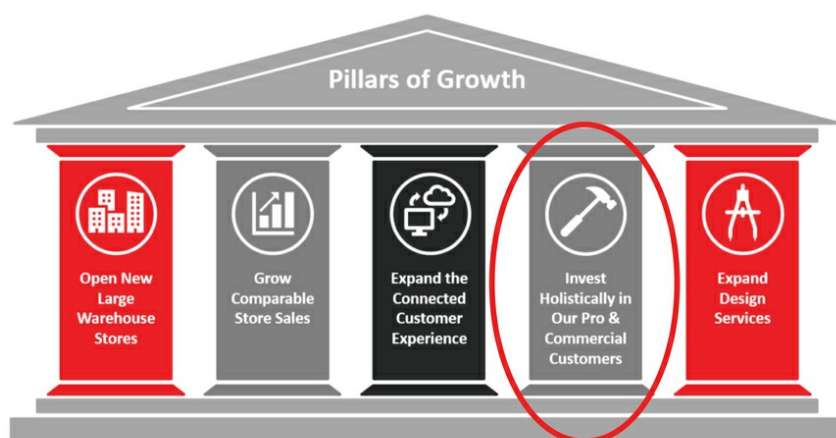 Pillars of Growth
Open New
Large
Warehouse
Stores
Grow
Comparable
Store Sales
Expand the
Connected
Customer
Experience
Invest
Holistically in
Our Pro &
Commercial
Customers
Expand
Design
Services